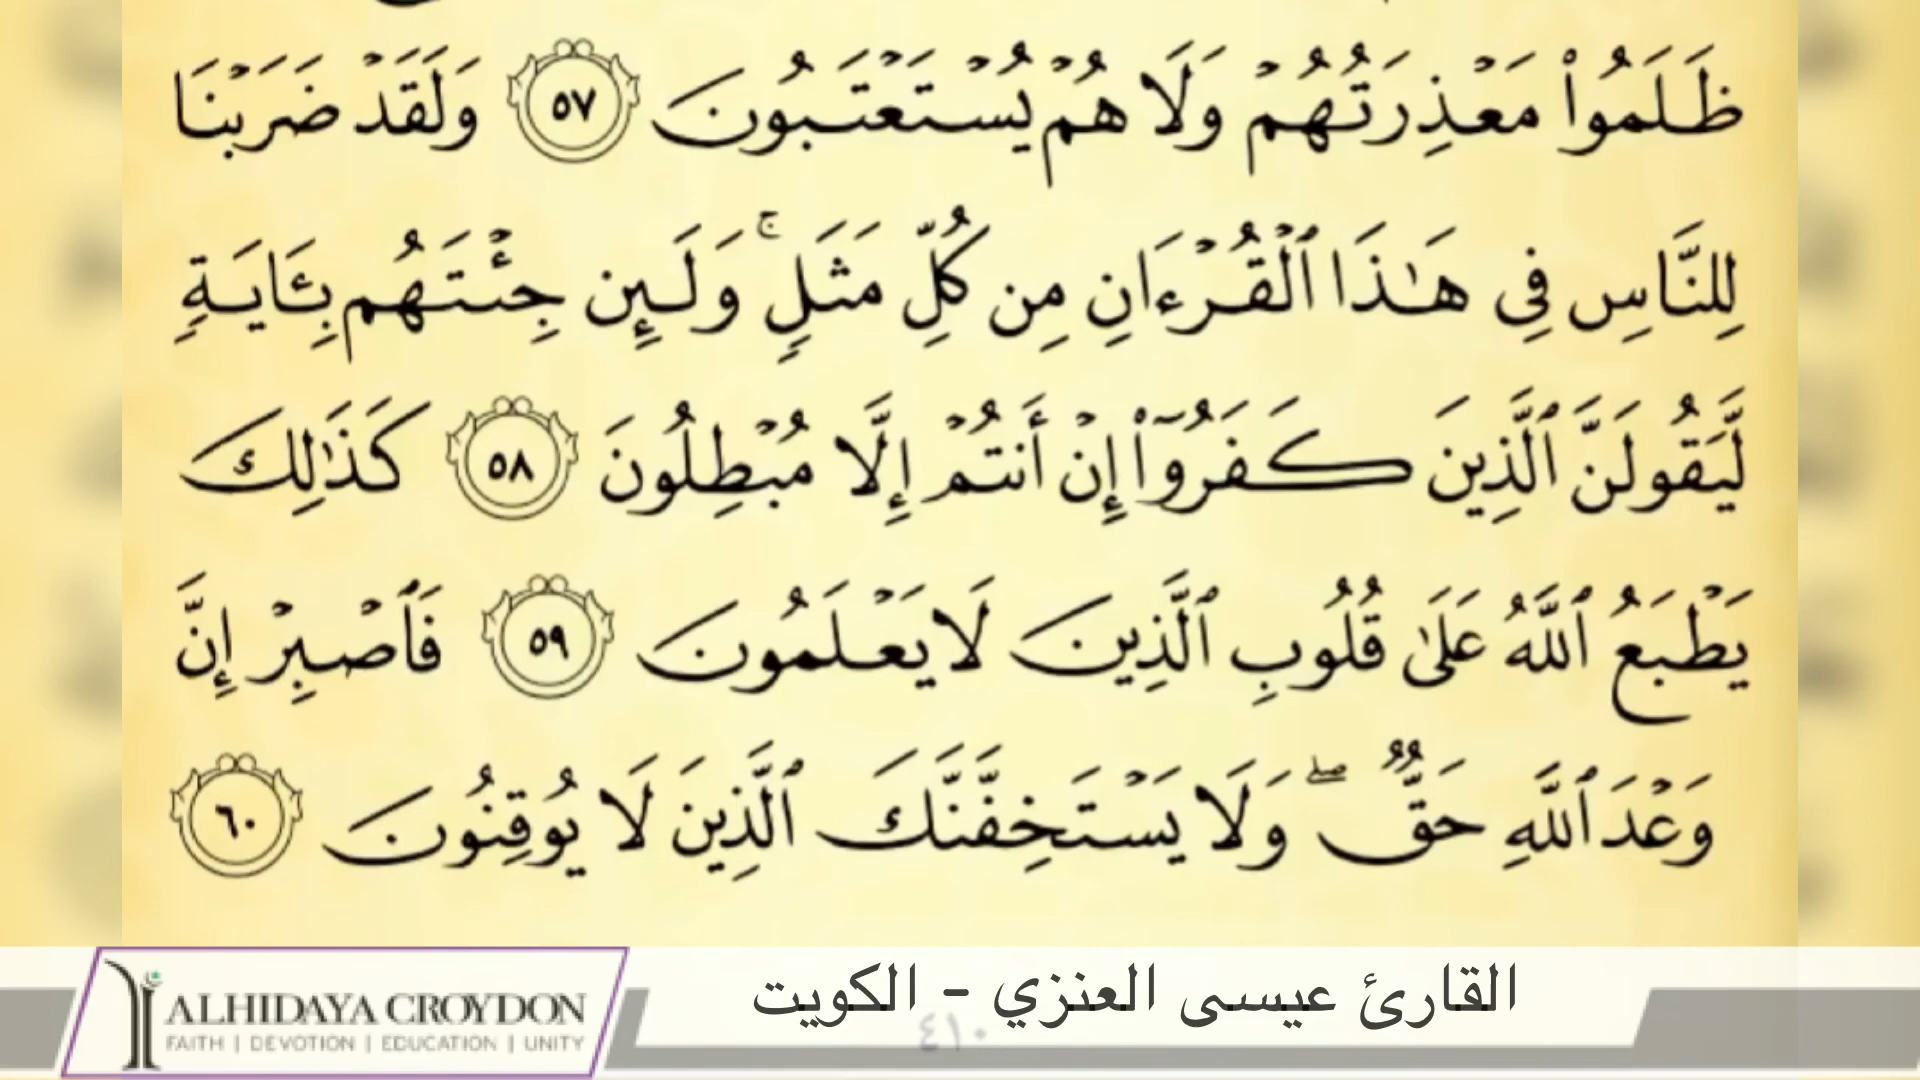 ظَلَمُوا۟ مَعْذِرَتُهُمْ وَلَا هُمْ يُسْتَعْتَبُونَ ٥٧ وَلَقَدْ ضَرَبْنَا
لِلنَّاسِ فِى هَٰذَا ٱلْقُرْءَانِ مِن كُلِّ مَثَلٍۚ وَلَئِن جِئْتَهُم بِـَٔايَةٍ
لَّيَقُولَنَّ ٱلَّذِينَ كَفَرُوٓا۟ إِنْ أَنتُمْ إِلَّا مُبْطِلُونَ ٥٨ كَذَٰلِكَ
يَطْبَعُ ٱللَّهُ عَلَىٰ قُلُوبِ ٱلَّذِينَ لَا يَعْلَمُونَ ٥٩ فَٱصْبِرْ إِنَّ
وَعْدَ ٱللَّهِ حَقٌّۖ وَلَا يَسْتَخِفَّنَّكَ ٱلَّذِينَ لَا يُوقِنُونَ ٦٠
القارئ عيسى العنزي - الكويت
٤١٠
ALHIDAYA CROYDON
FAITH | DEVOTION | EDUCATION | UNITY